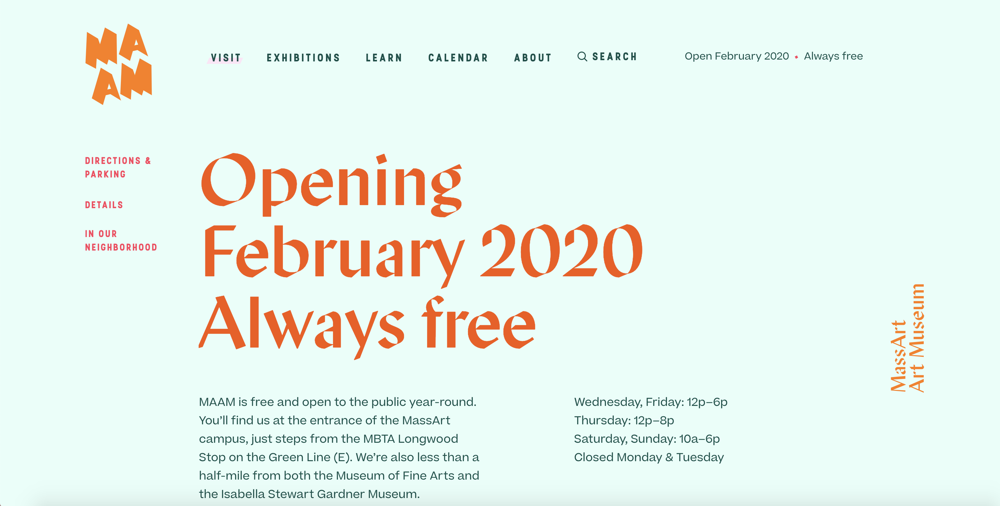 MA
AM
VISIT EXHIBITIONS LEARN CALENDAR ABOUT SEARCH Open February 2020 • Always free
DIRECTIONS &
PARKING
DETAILS
IN OUR
NEIGHBORHOOD
Opening
February 2020
Always free
MAAM is free and open to the public year-round.
You’ll find us at the entrance of the MassArt
campus, just steps from the MBTA Longwood
Stop on the Green Line (E). We’re also less than a
half-mile from both the Museum of Fine Arts and
the Isabella Stewart Gardner Museum.
Wednesday, Friday: 12p–6p
Thursday: 12p–8p
Saturday, Sunday: 10a–6p
Closed Monday & Tuesday
MassArt
Art Museum